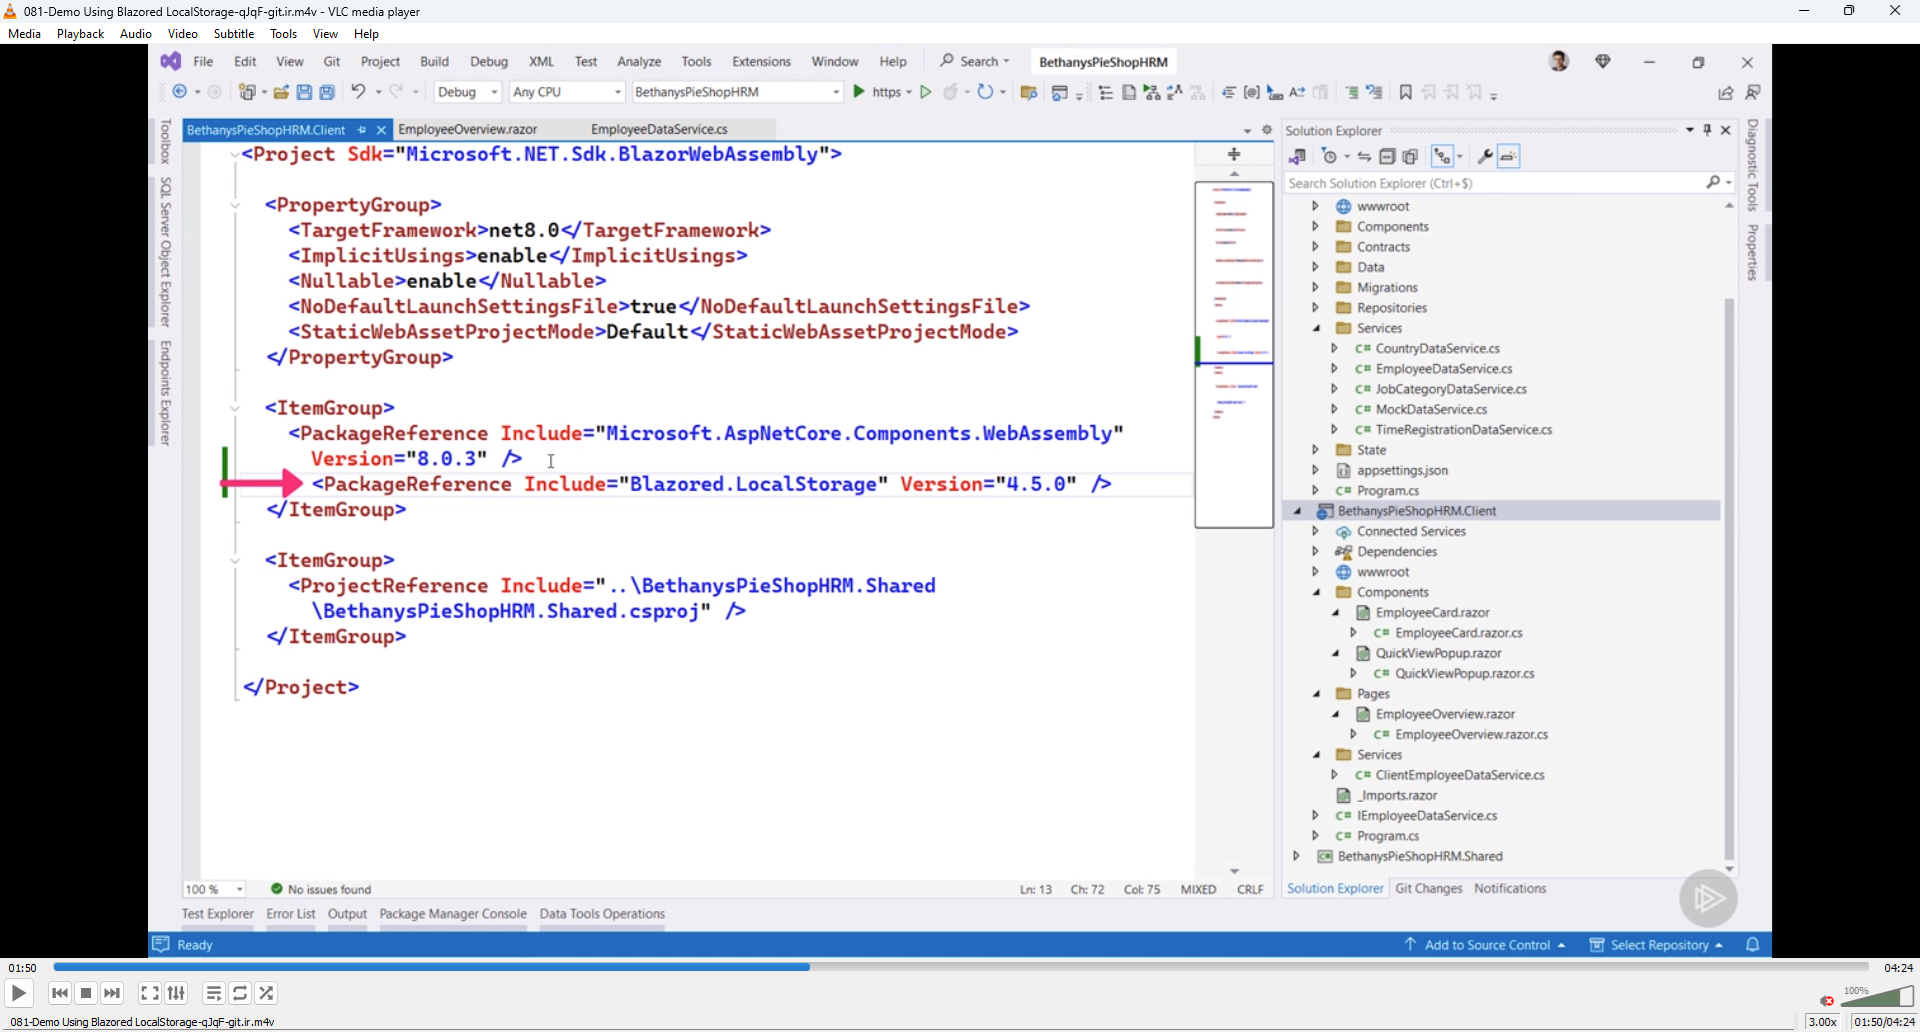 081-Demo Using Blazored LocalStorage-qJqF-git.ir.m4v - VLC media player
Media Playback Audio Video Subtitle Tools View Help
File Edit View Git Project Build Debug XML Test Analyze Tools Extensions Window Help Search BethanysPieShopHRM
Debug Any CPU BethanysPieShopHRM https
Toolbox
SQL Server Object Explorer
Endpoints Explorer
BethanysPieShopHRM.Client EmployeeOverview.razor EmployeeDataService.cs
<Project Sdk="Microsoft.NET.Sdk.BlazorWebAssembly">
<PropertyGroup>
<TargetFramework>net8.0</TargetFramework>
<ImplicitUsings>enable</ImplicitUsings>
<Nullable>enable</Nullable>
<NoDefaultLaunchSettingsFile>true</NoDefaultLaunchSettingsFile>
<StaticWebAssetProjectMode>Default</StaticWebAssetProjectMode>
</PropertyGroup>
<ItemGroup>
<PackageReference Include="Microsoft.AspNetCore.Components.WebAssembly"
Version="8.0.3" />
<PackageReference Include="Blazored.LocalStorage" Version="4.5.0" />
</ItemGroup>
<ItemGroup>
<ProjectReference Include="..\BethanysPieShopHRM.Shared
\BethanysPieShopHRM.Shared.csproj" />
</ItemGroup>
</Project>
100 % No issues found Ln: 13 Ch: 72 Col: 75 MIXED CRLF
Solution Explorer
Search Solution Explorer (Ctrl+$)
wwwroot
Components
Contracts
Data
Migrations
Repositories
Services
C# CountryDataService.cs
C# EmployeeDataService.cs
C# JobCategoryDataService.cs
C# MockDataService.cs
C# TimeRegistrationDataService.cs
State
appsettings.json
C# Program.cs
BethanysPieShopHRM.Client
Connected Services
Dependencies
wwwroot
Components
EmployeeCard.razor
C# EmployeeCard.razor.cs
QuickViewPopup.razor
C# QuickViewPopup.razor.cs
Pages
EmployeeOverview.razor
C# EmployeeOverview.razor.cs
Services
C# ClientEmployeeDataService.cs
_Imports.razor
C# IEmployeeDataService.cs
C# Program.cs
C# BethanysPieShopHRM.Shared
Solution Explorer Git Changes Notifications
Diagnostic Tools
Properties
Test Explorer Error List Output Package Manager Console Data Tools Operations
Ready Add to Source Control Select Repository
01:50 04:24
100%
081-Demo Using Blazored LocalStorage-qJqF-git.ir.m4v 3.00x 01:50/04:24